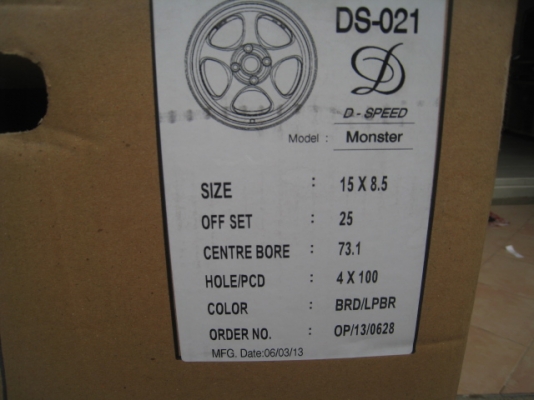 DS-021
D
D - SPEED
Model : Monster
SIZE : 15 X 8.5
OFF SET : 25
CENTRE BORE : 73.1
HOLE/PCD : 4 X 100
COLOR : BRD/LPBR
ORDER NO. : OP/13/0628
MFG. Date:06/03/13